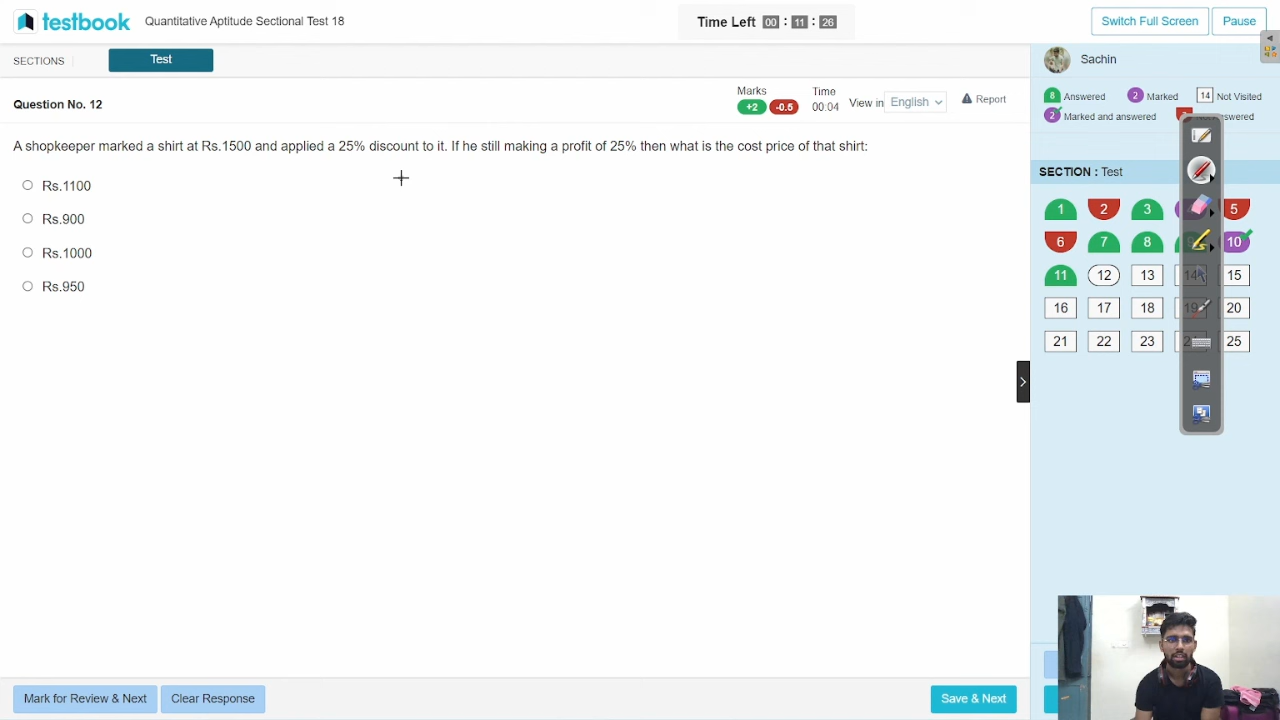 testbook
Quantitative Aptitude Sectional Test 18
Time Left 00 : 11 : 26
Switch Full Screen
Pause
SECTIONS
Test
Sachin
Question No. 12
Marks
+2 -0.5
Time
00:04
View in English
Report
8 Answered
2 Marked
14 Not Visited
2 Marked and answered
Answered
A shopkeeper marked a shirt at Rs.1500 and applied a 25% discount to it. If he still making a profit of 25% then what is the cost price of that shirt:
Rs.1100
Rs.900
Rs.1000
Rs.950
SECTION : Test
1 2 3 5
6 7 8 10
11 12 13 14 15
16 17 18 19 20
21 22 23 25
Mark for Review & Next
Clear Response
Save & Next